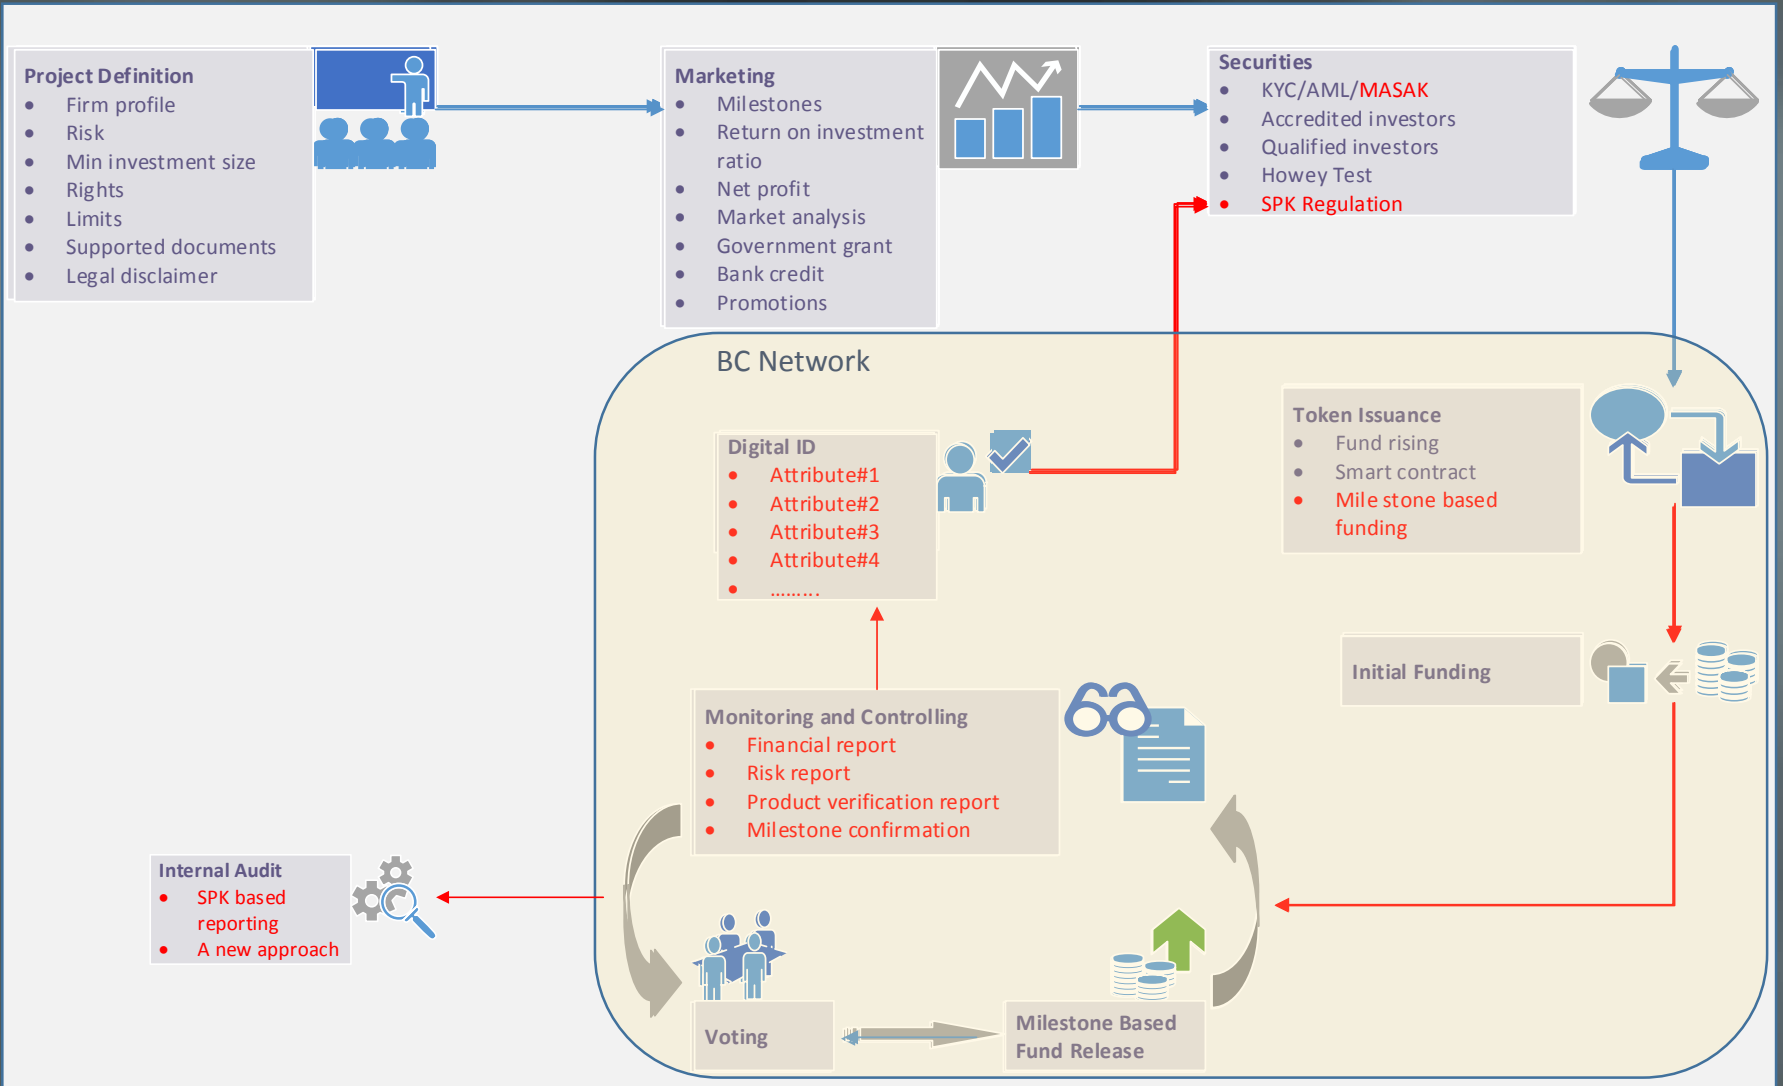 Project Definition
• Firm profile
• Risk
• Min investment size
• Rights
• Limits
• Supported documents
• Legal disclaimer
Marketing
• Milestones
• Return on investment
ratio
• Net profit
• Market analysis
• Government grant
• Bank credit
• Promotions
Securities
• KYC/AML/MASAK
• Accredited investors
• Qualified investors
• Howey Test
• SPK Regulation
BC Network
Digital ID
• Attribute#1
• Attribute#2
• Attribute#3
• Attribute#4
• .........
Token Issuance
• Fund rising
• Smart contract
• Mile stone based
funding
Initial Funding
Monitoring and Controlling
• Financial report
• Risk report
• Product verification report
• Milestone confirmation
Internal Audit
• SPK based
reporting
• A new approach
Voting
Milestone Based
Fund Release